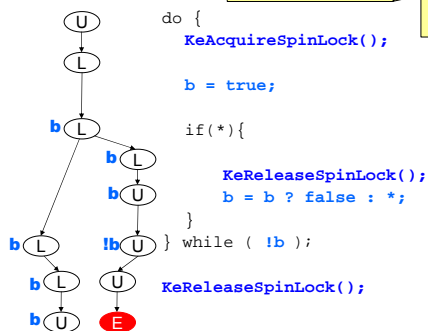 U do {
KeAcquireSpinLock();
L
b = true;
b L if(*){
b L
KeReleaseSpinLock();
b U b = b ? false : *;
}
b L !b U } while ( !b );
b L U KeReleaseSpinLock();
b U E